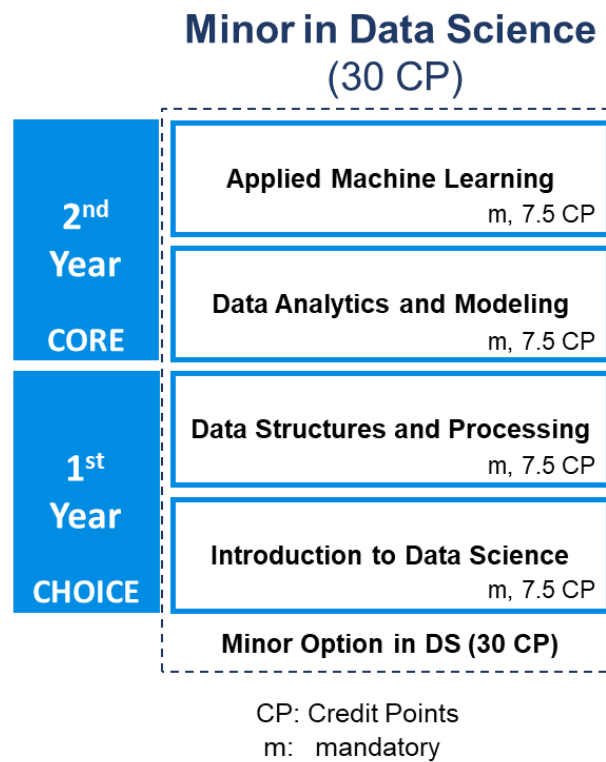 Minor in Data Science
(30 CP)
2nd
Year
CORE
Applied Machine Learning
m, 7.5 CP
Data Analytics and Modeling
m, 7.5 CP
1st
Year
CHOICE
Data Structures and Processing
m, 7.5 CP
Introduction to Data Science
m, 7.5 CP
Minor Option in DS (30 CP)
CP: Credit Points
m: mandatory